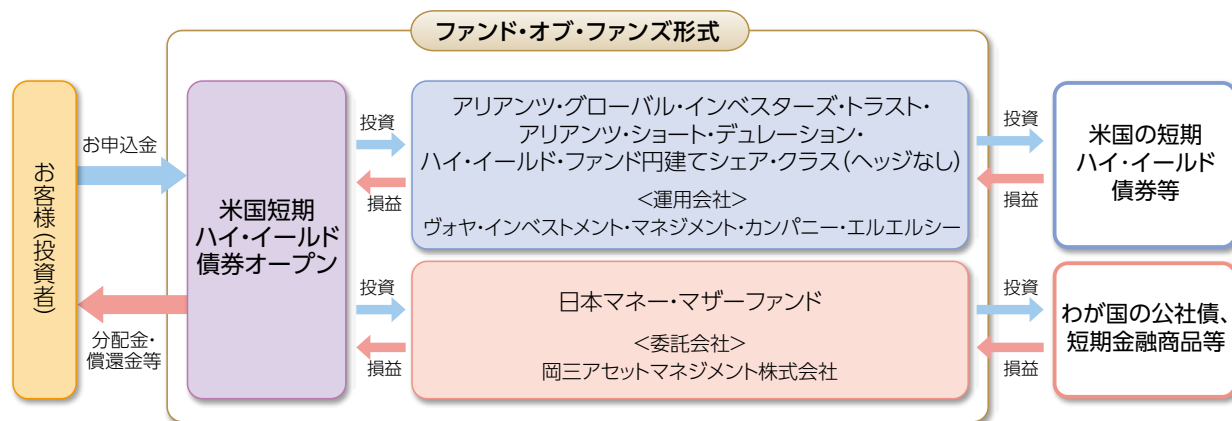 ファンド・オブ・ファンズ形式
お客様(投資者)
お申込金
分配金・
償還金等
米国短期
ハイ・イールド
債券オープン
投資
損益
アリアンツ・グローバル・インベスターズ・トラスト・
アリアンツ・ショート・デュレーション・
ハイ・イールド・ファンド円建てシェア・クラス(ヘッジなし)
<運用会社>
ヴォヤ・インベストメント・マネジメント・カンパニー・エルエルシー
投資
損益
米国の短期
ハイ・イールド
債券等
投資
損益
日本マネー・マザーファンド
<委託会社>
岡三アセットマネジメント株式会社
投資
損益
わが国の公社債、
短期金融商品等